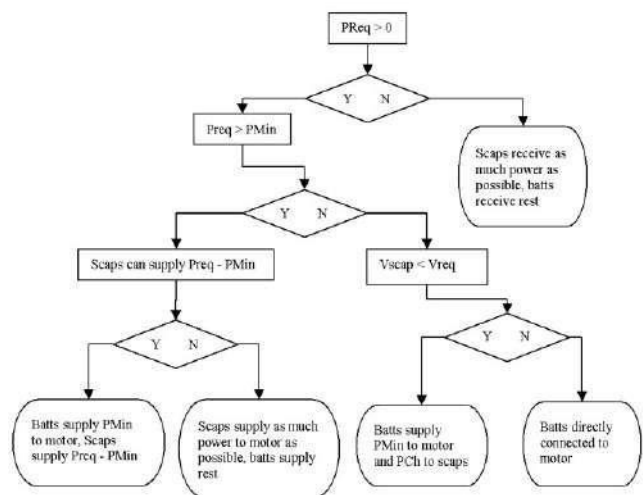 PReq > 0
Y N
Preq > PMin
Scaps receive as
much power as
possible, batts
receive rest
Y N
Scaps can supply Preq - PMin
Vscap < Vreq
Y N
Y N
Batts supply PMin
to motor, Scaps
supply Preq - PMin
Scaps supply as much
power to motor as
possible, batts supply
rest
Batts supply
PMin to motor
and PCh to scaps
Batts directly
connected to
motor